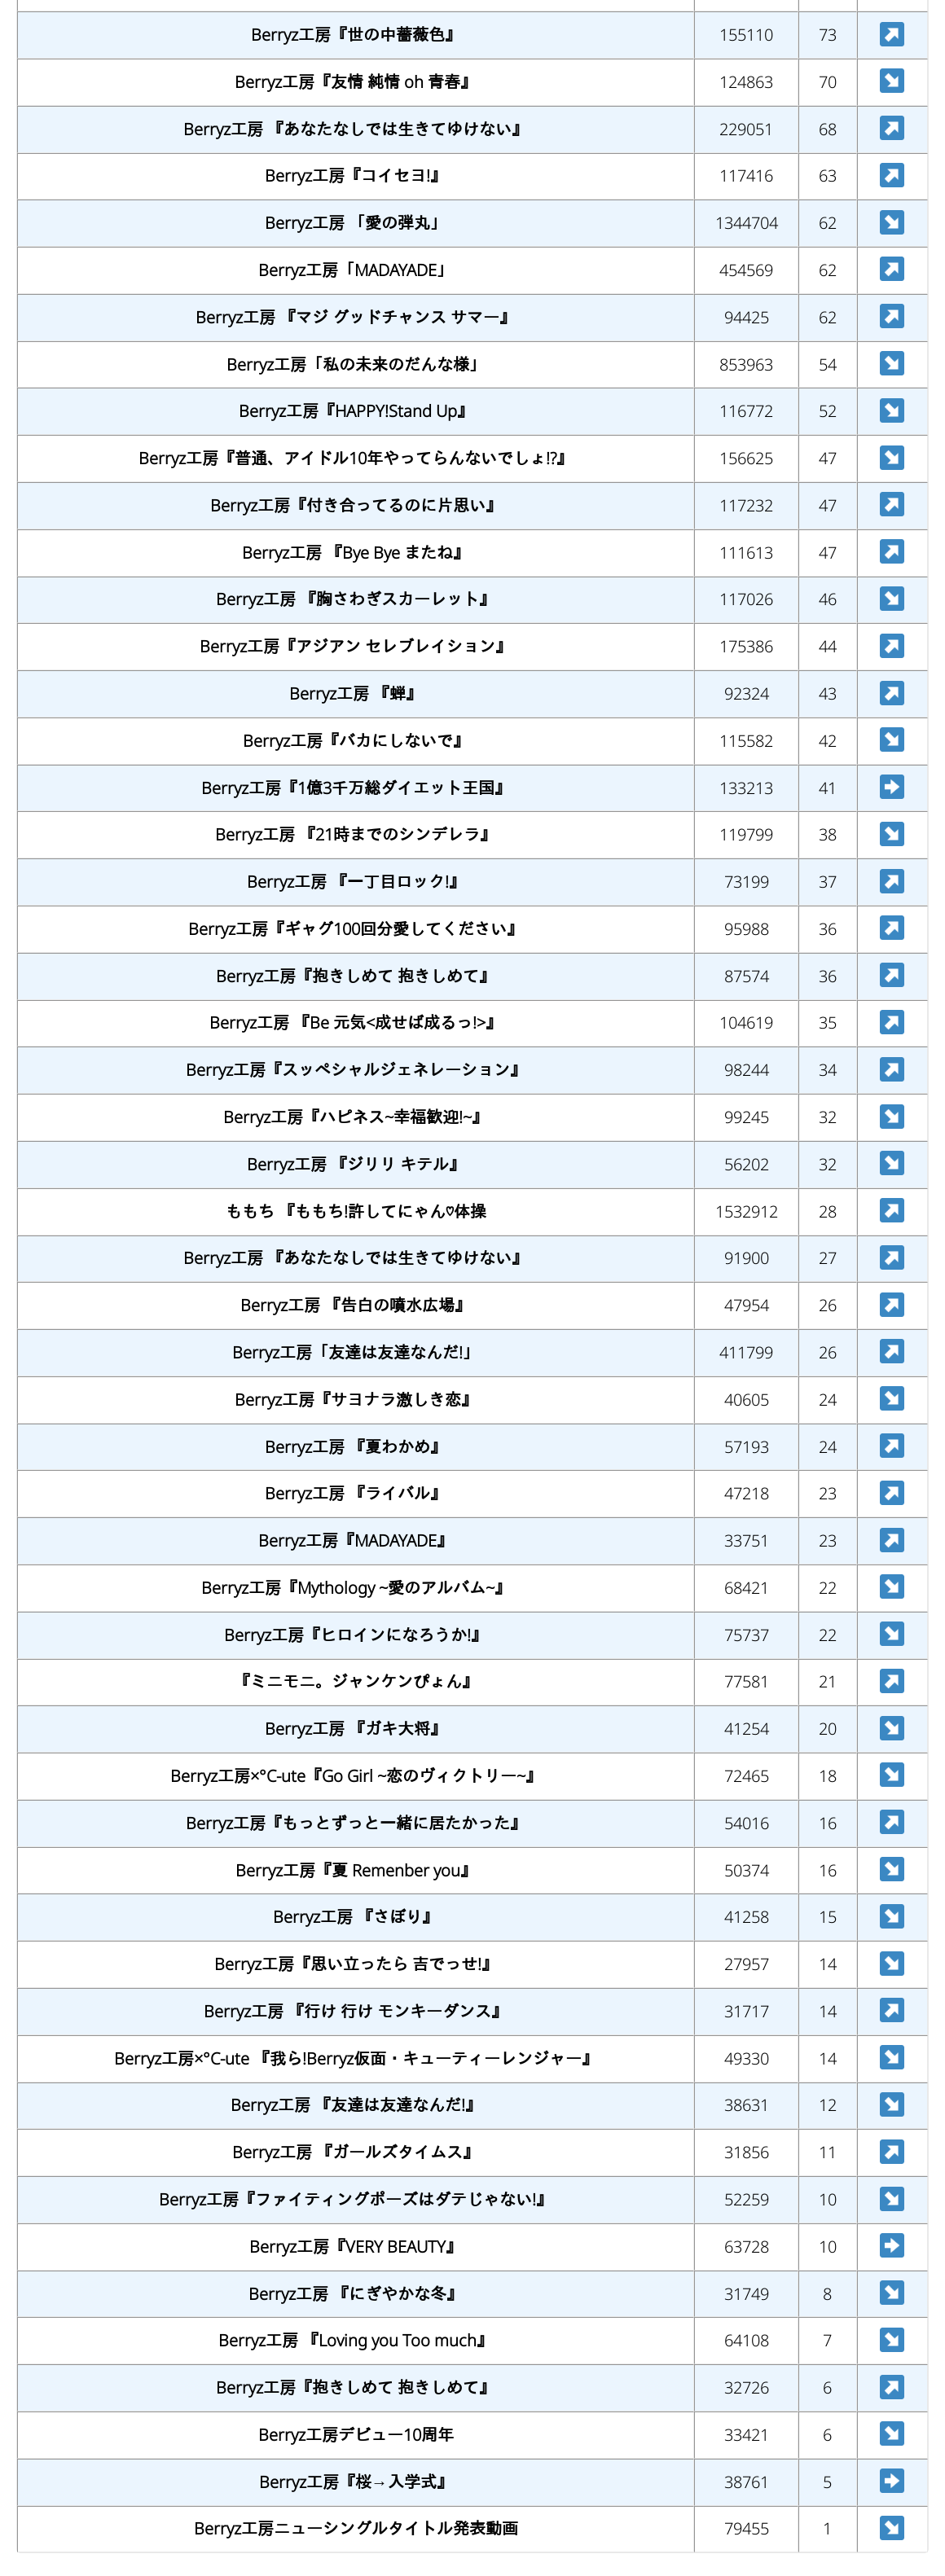 Berryz工房『世の中薔薇色』 155110 73 ↗
Berryz工房『友情 純情 oh 青春』 124863 70 ↘
Berryz工房 『あなたなしでは生きてゆけない』 229051 68 ↗
Berryz工房『コイセヨ!』 117416 63 ↗
Berryz工房 「愛の弾丸」 1344704 62 ↘
Berryz工房「MADAYADE」 454569 62 ↗
Berryz工房 『マジ グッドチャンス サマー』 94425 62 ↗
Berryz工房「私の未来のだんな様」 853963 54 ↘
Berryz工房『HAPPY!Stand Up』 116772 52 ↘
Berryz工房『普通、アイドル10年やってらんないでしょ!?』 156625 47 ↘
Berryz工房『付き合ってるのに片思い』 117232 47 ↗
Berryz工房 『Bye Bye またね』 111613 47 ↗
Berryz工房 『胸さわぎスカーレット』 117026 46 ↘
Berryz工房『アジアン セレブレイション』 175386 44 ↗
Berryz工房 『蝉』 92324 43 ↗
Berryz工房『バカにしないで』 115582 42 ↘
Berryz工房『1億3千万総ダイエット王国』 133213 41 →
Berryz工房 『21時までのシンデレラ』 119799 38 ↘
Berryz工房 『一丁目ロック!』 73199 37 ↗
Berryz工房『ギャグ100回分愛してください』 95988 36 ↗
Berryz工房『抱きしめて 抱きしめて』 87574 36 ↗
Berryz工房 『Be 元気<成せば成るっ!>』 104619 35 ↗
Berryz工房『スッペシャルジェネレーション』 98244 34 ↗
Berryz工房『ハピネス~幸福歓迎!~』 99245 32 ↘
Berryz工房 『ジリリ キテル』 56202 32 ↘
ももち 『ももち!許してにゃん♡体操 1532912 28 ↗
Berryz工房 『あなたなしでは生きてゆけない』 91900 27 ↗
Berryz工房 『告白の噴水広場』 47954 26 ↗
Berryz工房「友達は友達なんだ!」 411799 26 ↗
Berryz工房『サヨナラ激しき恋』 40605 24 ↘
Berryz工房 『夏わかめ』 57193 24 ↗
Berryz工房 『ライバル』 47218 23 ↗
Berryz工房『MADAYADE』 33751 23 ↗
Berryz工房『Mythology ~愛のアルバム~』 68421 22 ↘
Berryz工房『ヒロインになろうか!』 75737 22 ↘
『ミニモニ。ジャンケンぴょん』 77581 21 ↗
Berryz工房 『ガキ大将』 41254 20 ↘
Berryz工房×°C-ute『Go Girl ~恋のヴィクトリー~』 72465 18 ↘
Berryz工房『もっとずっと一緒に居たかった』 54016 16 ↗
Berryz工房『夏 Remenber you』 50374 16 ↘
Berryz工房 『さぼり』 41258 15 ↘
Berryz工房『思い立ったら 吉でっせ!』 27957 14 ↘
Berryz工房 『行け 行け モンキーダンス』 31717 14 ↗
Berryz工房×°C-ute 『我ら!Berryz仮面・キューティーレンジャー』 49330 14 ↘
Berryz工房 『友達は友達なんだ!』 38631 12 ↘
Berryz工房 『ガールズタイムス』 31856 11 ↗
Berryz工房『ファイティングポーズはダテじゃない!』 52259 10 ↘
Berryz工房『VERY BEAUTY』 63728 10 →
Berryz工房 『にぎやかな冬』 31749 8 ↘
Berryz工房 『Loving you Too much』 64108 7 ↘
Berryz工房『抱きしめて 抱きしめて』 32726 6 ↗
Berryz工房デビュー10周年 33421 6 ↘
Berryz工房『桜→入学式』 38761 5 →
Berryz工房ニューシングルタイトル発表動画 79455 1 ↘